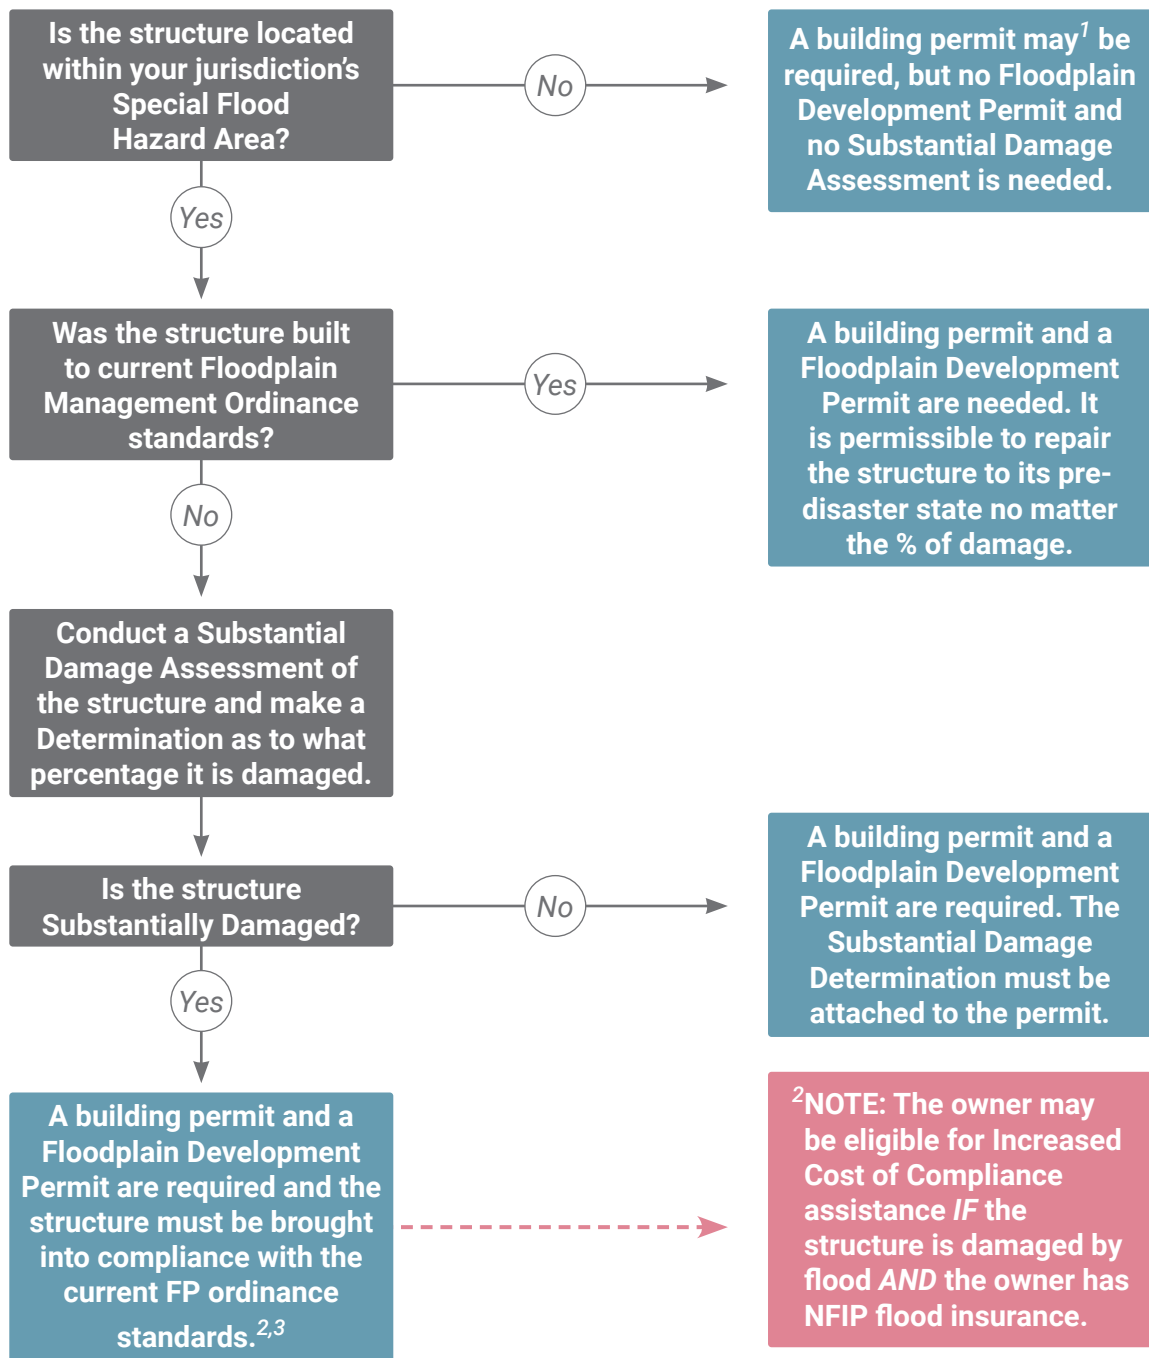 Is the structure located
within your jurisdiction's
Special Flood
Hazard Area?
No
A building permit may1 be
required, but no Floodplain
Development Permit and
no Substantial Damage
Assessment is needed.
Yes
Was the structure built
to current Floodplain
Management Ordinance
standards?
Yes
A building permit and a
Floodplain Development
Permit are needed. It
is permissible to repair
the structure to its pre-
disaster state no matter
the % of damage.
No
Conduct a Substantial
Damage Assessment of
the structure and make a
Determination as to what
percentage it is damaged.
Is the structure
Substantially Damaged?
No
A building permit and a
Floodplain Development
Permit are required. The
Substantial Damage
Determination must be
attached to the permit.
Yes
A building permit and a
Floodplain Development
Permit are required and the
structure must be brought
into compliance with the
current FP ordinance
standards.2,3
2NOTE: The owner may
be eligible for Increased
Cost of Compliance
assistance IF the
structure is damaged by
flood AND the owner has
NFIP flood insurance.